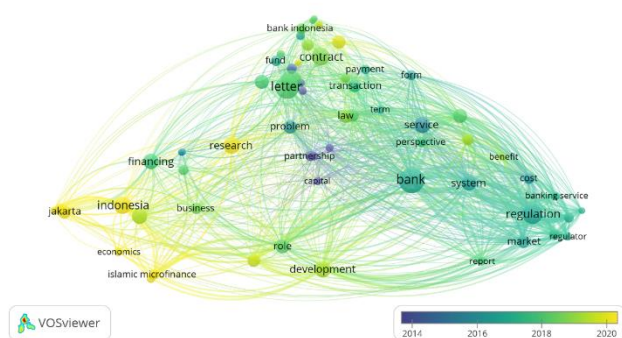 bank indonesia
contract
fund
payment
form
letter
transaction
law
term
problem
service
research
perspective
partnership
financing
benefit
capital
bank
system
cost
banking service
indonesia
jakarta
business
regulation
market
regulator
economics
role
report
islamic microfinance
development
VOSviewer
2014 2016 2018 2020